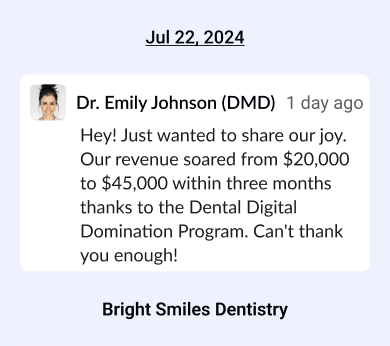 Jul 22, 2024
Dr. Emily Johnson (DMD) 1 day ago
Hey! Just wanted to share our joy.
Our revenue soared from $20,000
to $45,000 within three months
thanks to the Dental Digital
Domination Program. Can't thank
you enough!
Bright Smiles Dentistry